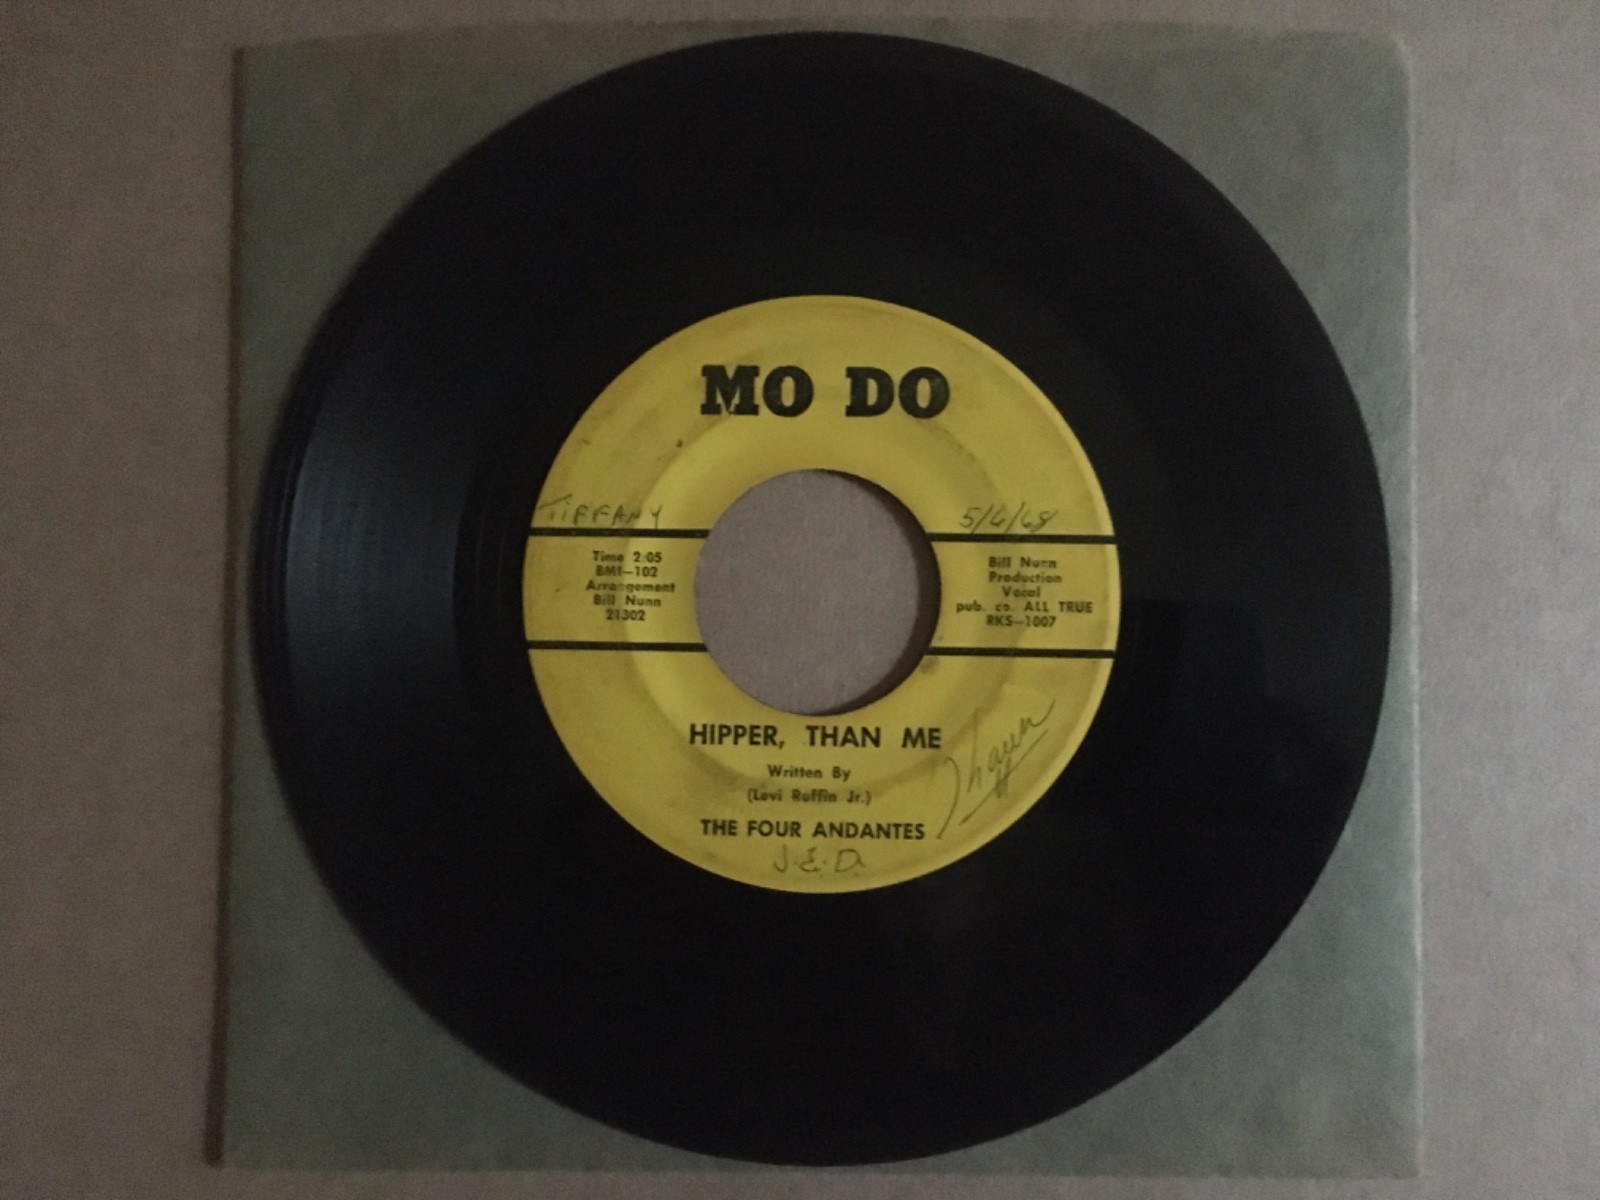 MO DO
TIFFANY
5/6/68
Time 2:05
BMI-102
Arrangement
Bill Nunn
21302
Bill Nunn
Production
Vocal
pub. co. ALL TRUE
RKS-1007
HIPPER, THAN ME
Written By
(Levi Ruffin Jr.)
THE FOUR ANDANTES
J.E.D.